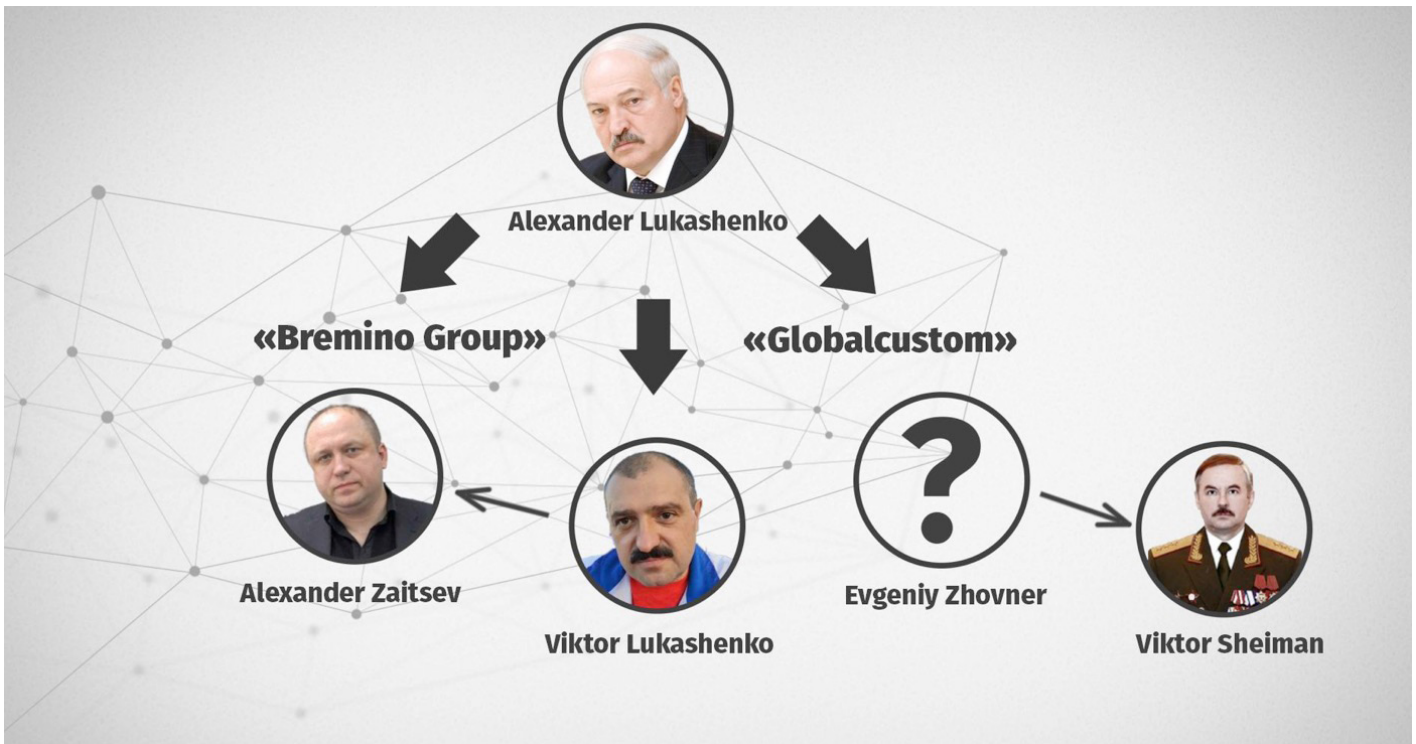 Alexander Lukashenko
«Bremino Group»
«Globalcustom»
?
Alexander Zaitsev
Viktor Lukashenko
Evgeniy Zhovner
Viktor Sheiman